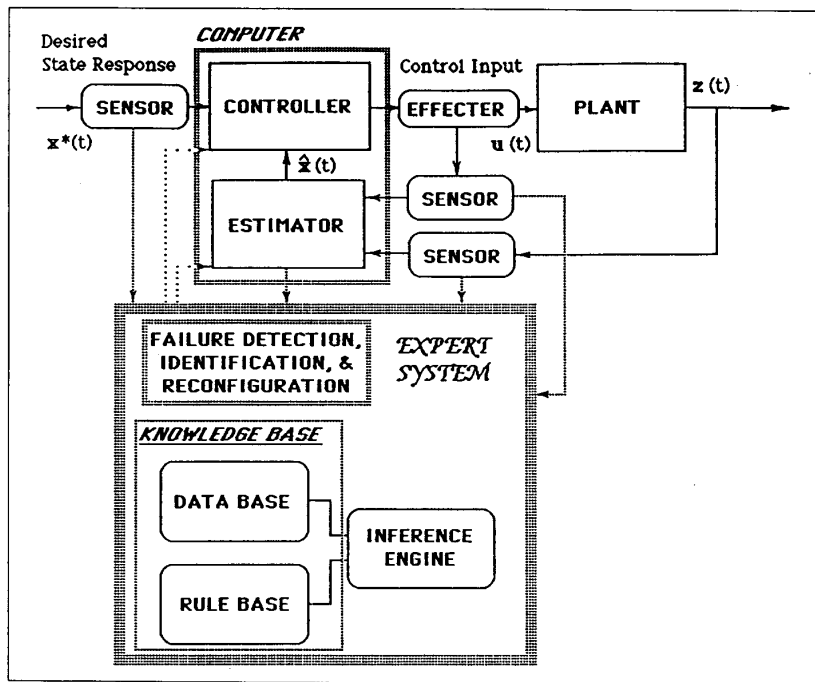 Desired
State Response
COMPUTER
Control Input
SENSOR
CONTROLLER
EFFECTER
PLANT
z (t)
x*(t)
x̂ (t)
u (t)
SENSOR
ESTIMATOR
SENSOR
FAILURE DETECTION,
IDENTIFICATION, &
RECONFIGURATION
EXPERT
SYSTEM
KNOWLEDGE BASE
DATA BASE
INFERENCE
ENGINE
RULE BASE